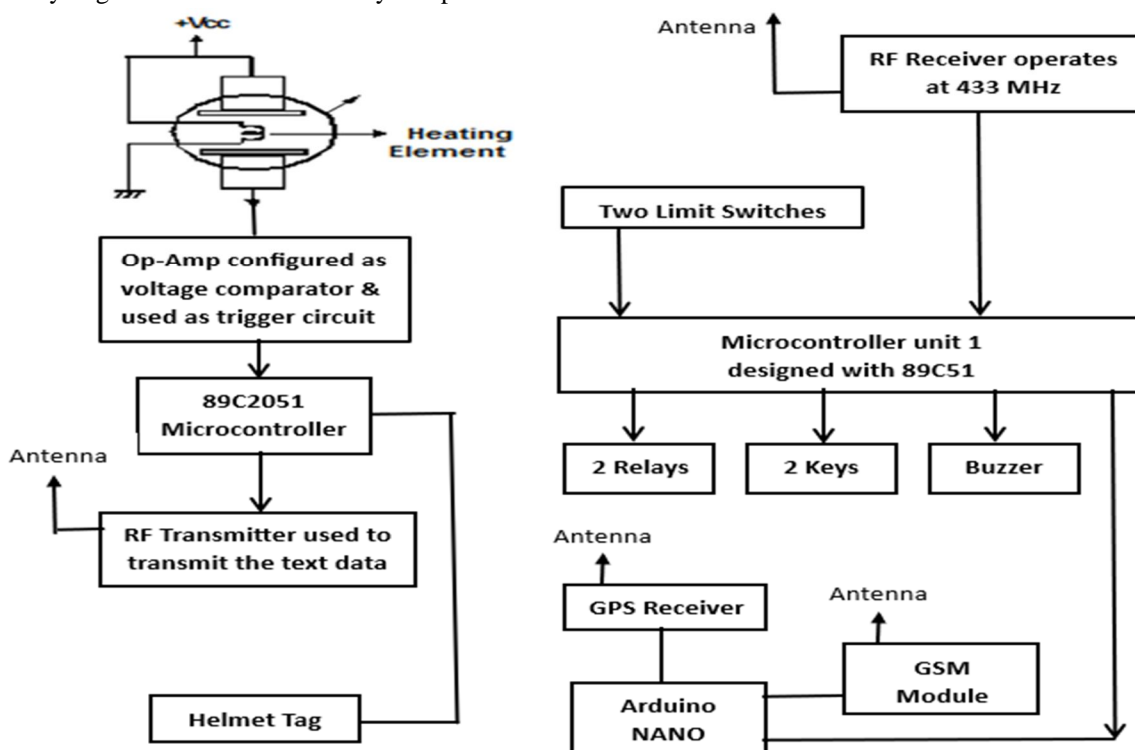 +Vcc
Heating
Element
Op-Amp configured as
voltage comparator &
used as trigger circuit
89C2051
Microcontroller
Antenna
RF Transmitter used to
transmit the text data
Helmet Tag
Antenna
RF Receiver operates
at 433 MHz
Two Limit Switches
Microcontroller unit 1
designed with 89C51
2 Relays
2 Keys
Buzzer
Antenna
GPS Receiver
Antenna
GSM
Module
Arduino
NANO